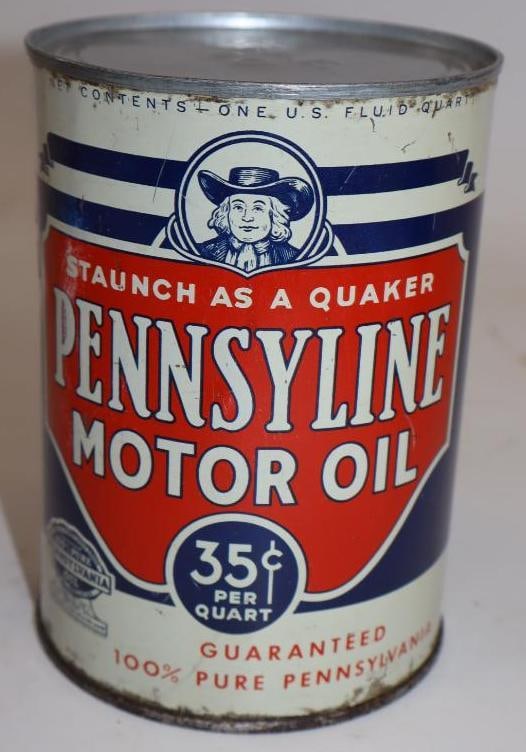 NET CONTENTS - ONE U.S. FLUID QUART
STAUNCH AS A QUAKER
PENNSYLINE
MOTOR OIL
35¢
PER
QUART
GUARANTEED
100% PURE PENNSYLVANIA